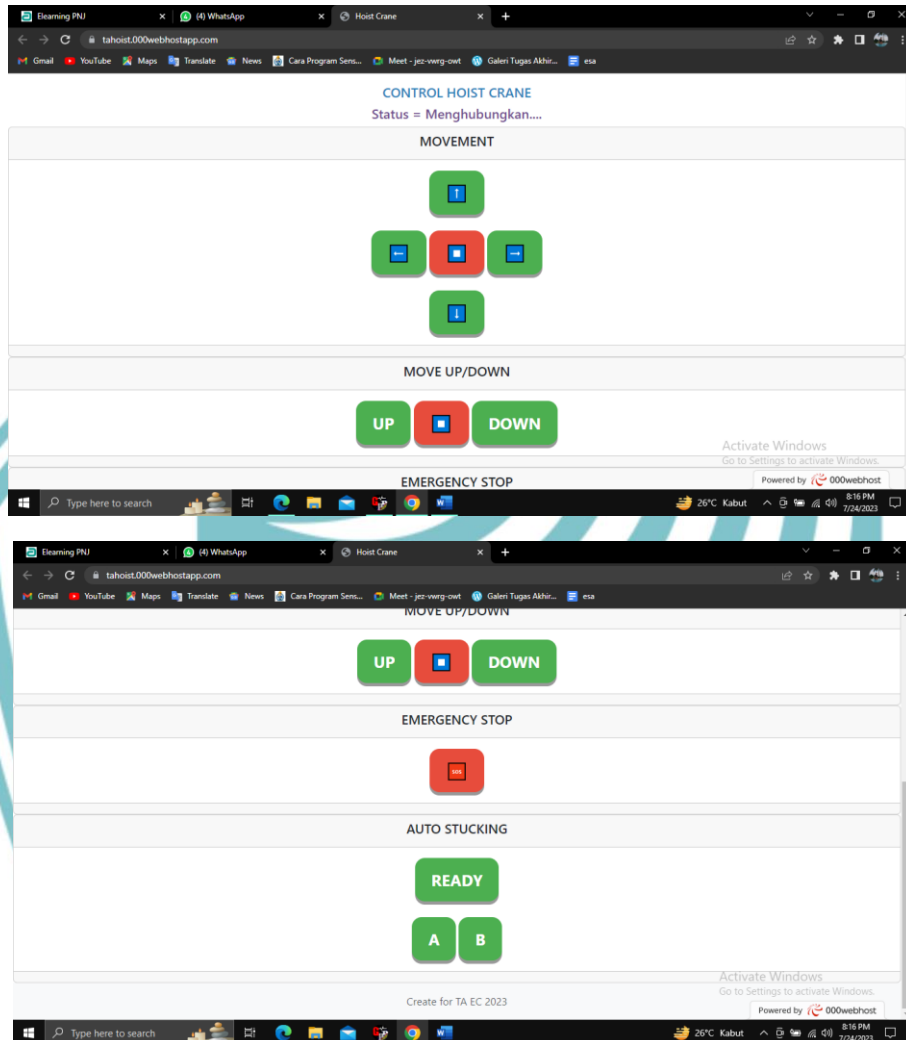 Elearning PNJ
(4) WhatsApp
Hoist Crane
tahoist.000webhostapp.com
Gmail YouTube Maps Translate News Cara Program Sens... Meet - jez-vwrg-owt Galeri Tugas Akhir... esa
CONTROL HOIST CRANE
Status = Menghubungkan....
MOVEMENT
↑
← →
↓
MOVE UP/DOWN
UP DOWN
Activate Windows
Go to Settings to activate Windows.
EMERGENCY STOP
Powered by 000webhost
Type here to search
26°C Kabut
8:16 PM
7/24/2023
Elearning PNJ
(4) WhatsApp
Hoist Crane
tahoist.000webhostapp.com
Gmail YouTube Maps Translate News Cara Program Sens... Meet - jez-vwrg-owt Galeri Tugas Akhir... esa
MOVE UP/DOWN
UP DOWN
EMERGENCY STOP
SOS
AUTO STUCKING
READY
A B
Activate Windows
Go to Settings to activate Windows.
Create for TA EC 2023
Powered by 000webhost
Type here to search
26°C Kabut
8:16 PM
7/24/2023